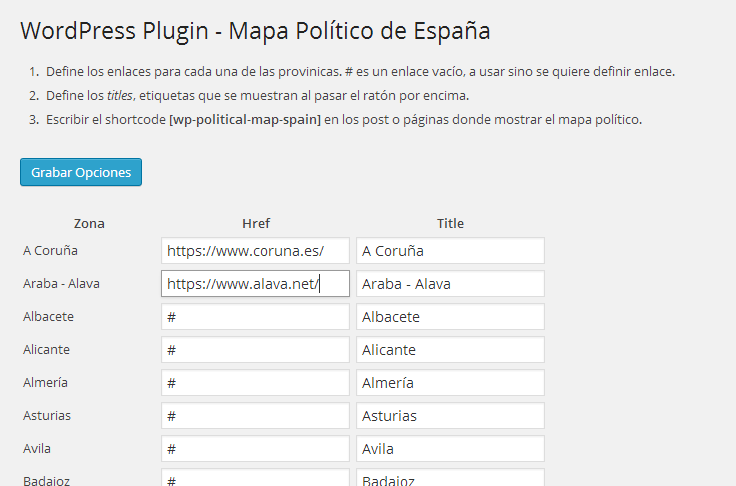 WordPress Plugin - Mapa Político de España
1. Define los enlaces para cada una de las provinicas. # es un enlace vacío, a usar sino se quiere definir enlace.
2. Define los titles, etiquetas que se muestran al pasar el ratón por encima.
3. Escribir el shortcode [wp-political-map-spain] en los post o páginas donde mostrar el mapa político.
Grabar Opciones
Zona Href Title
A Coruña https://www.coruna.es/ A Coruña
Araba - Alava https://www.alava.net/ Araba - Alava
Albacete # Albacete
Alicante # Alicante
Almería # Almería
Asturias # Asturias
Avila # Avila
Badajoz # Badajoz